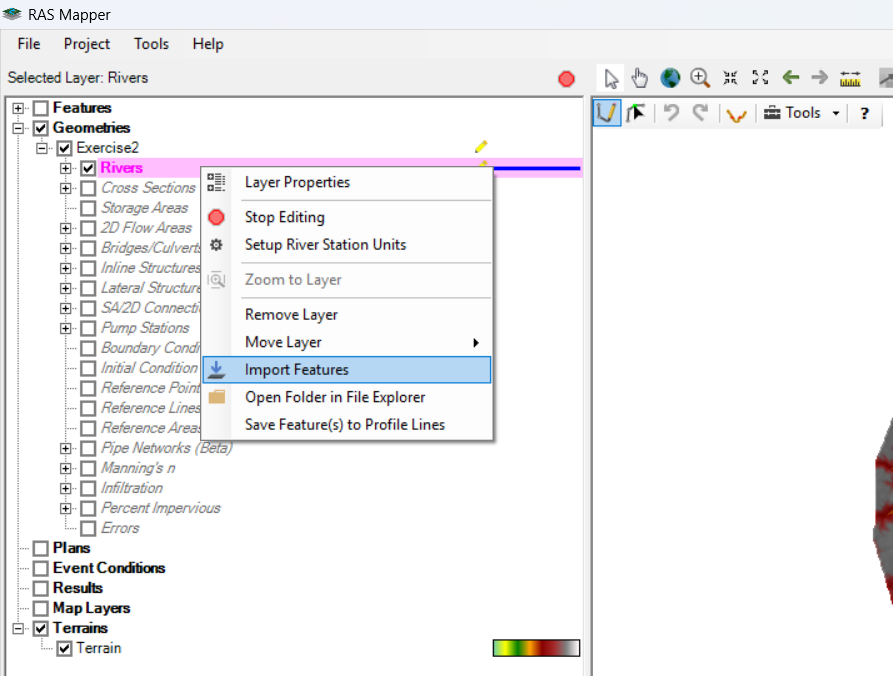 RAS Mapper
File Project Tools Help
Selected Layer: Rivers
Tools ?
Features
Geometries
Exercise2
Rivers
Cross Sections
Storage Areas
2D Flow Areas
Bridges/Culverts
Inline Structures
Lateral Structure
SA/2D Connecti
Pump Stations
Boundary Condi
Initial Condition
Reference Point
Reference Lines
Reference Areas
Pipe Networks (Beta)
Manning's n
Infiltration
Percent Impervious
Errors
Plans
Event Conditions
Results
Map Layers
Terrains
Terrain
Layer Properties
Stop Editing
Setup River Station Units
Zoom to Layer
Remove Layer
Move Layer
Import Features
Open Folder in File Explorer
Save Feature(s) to Profile Lines